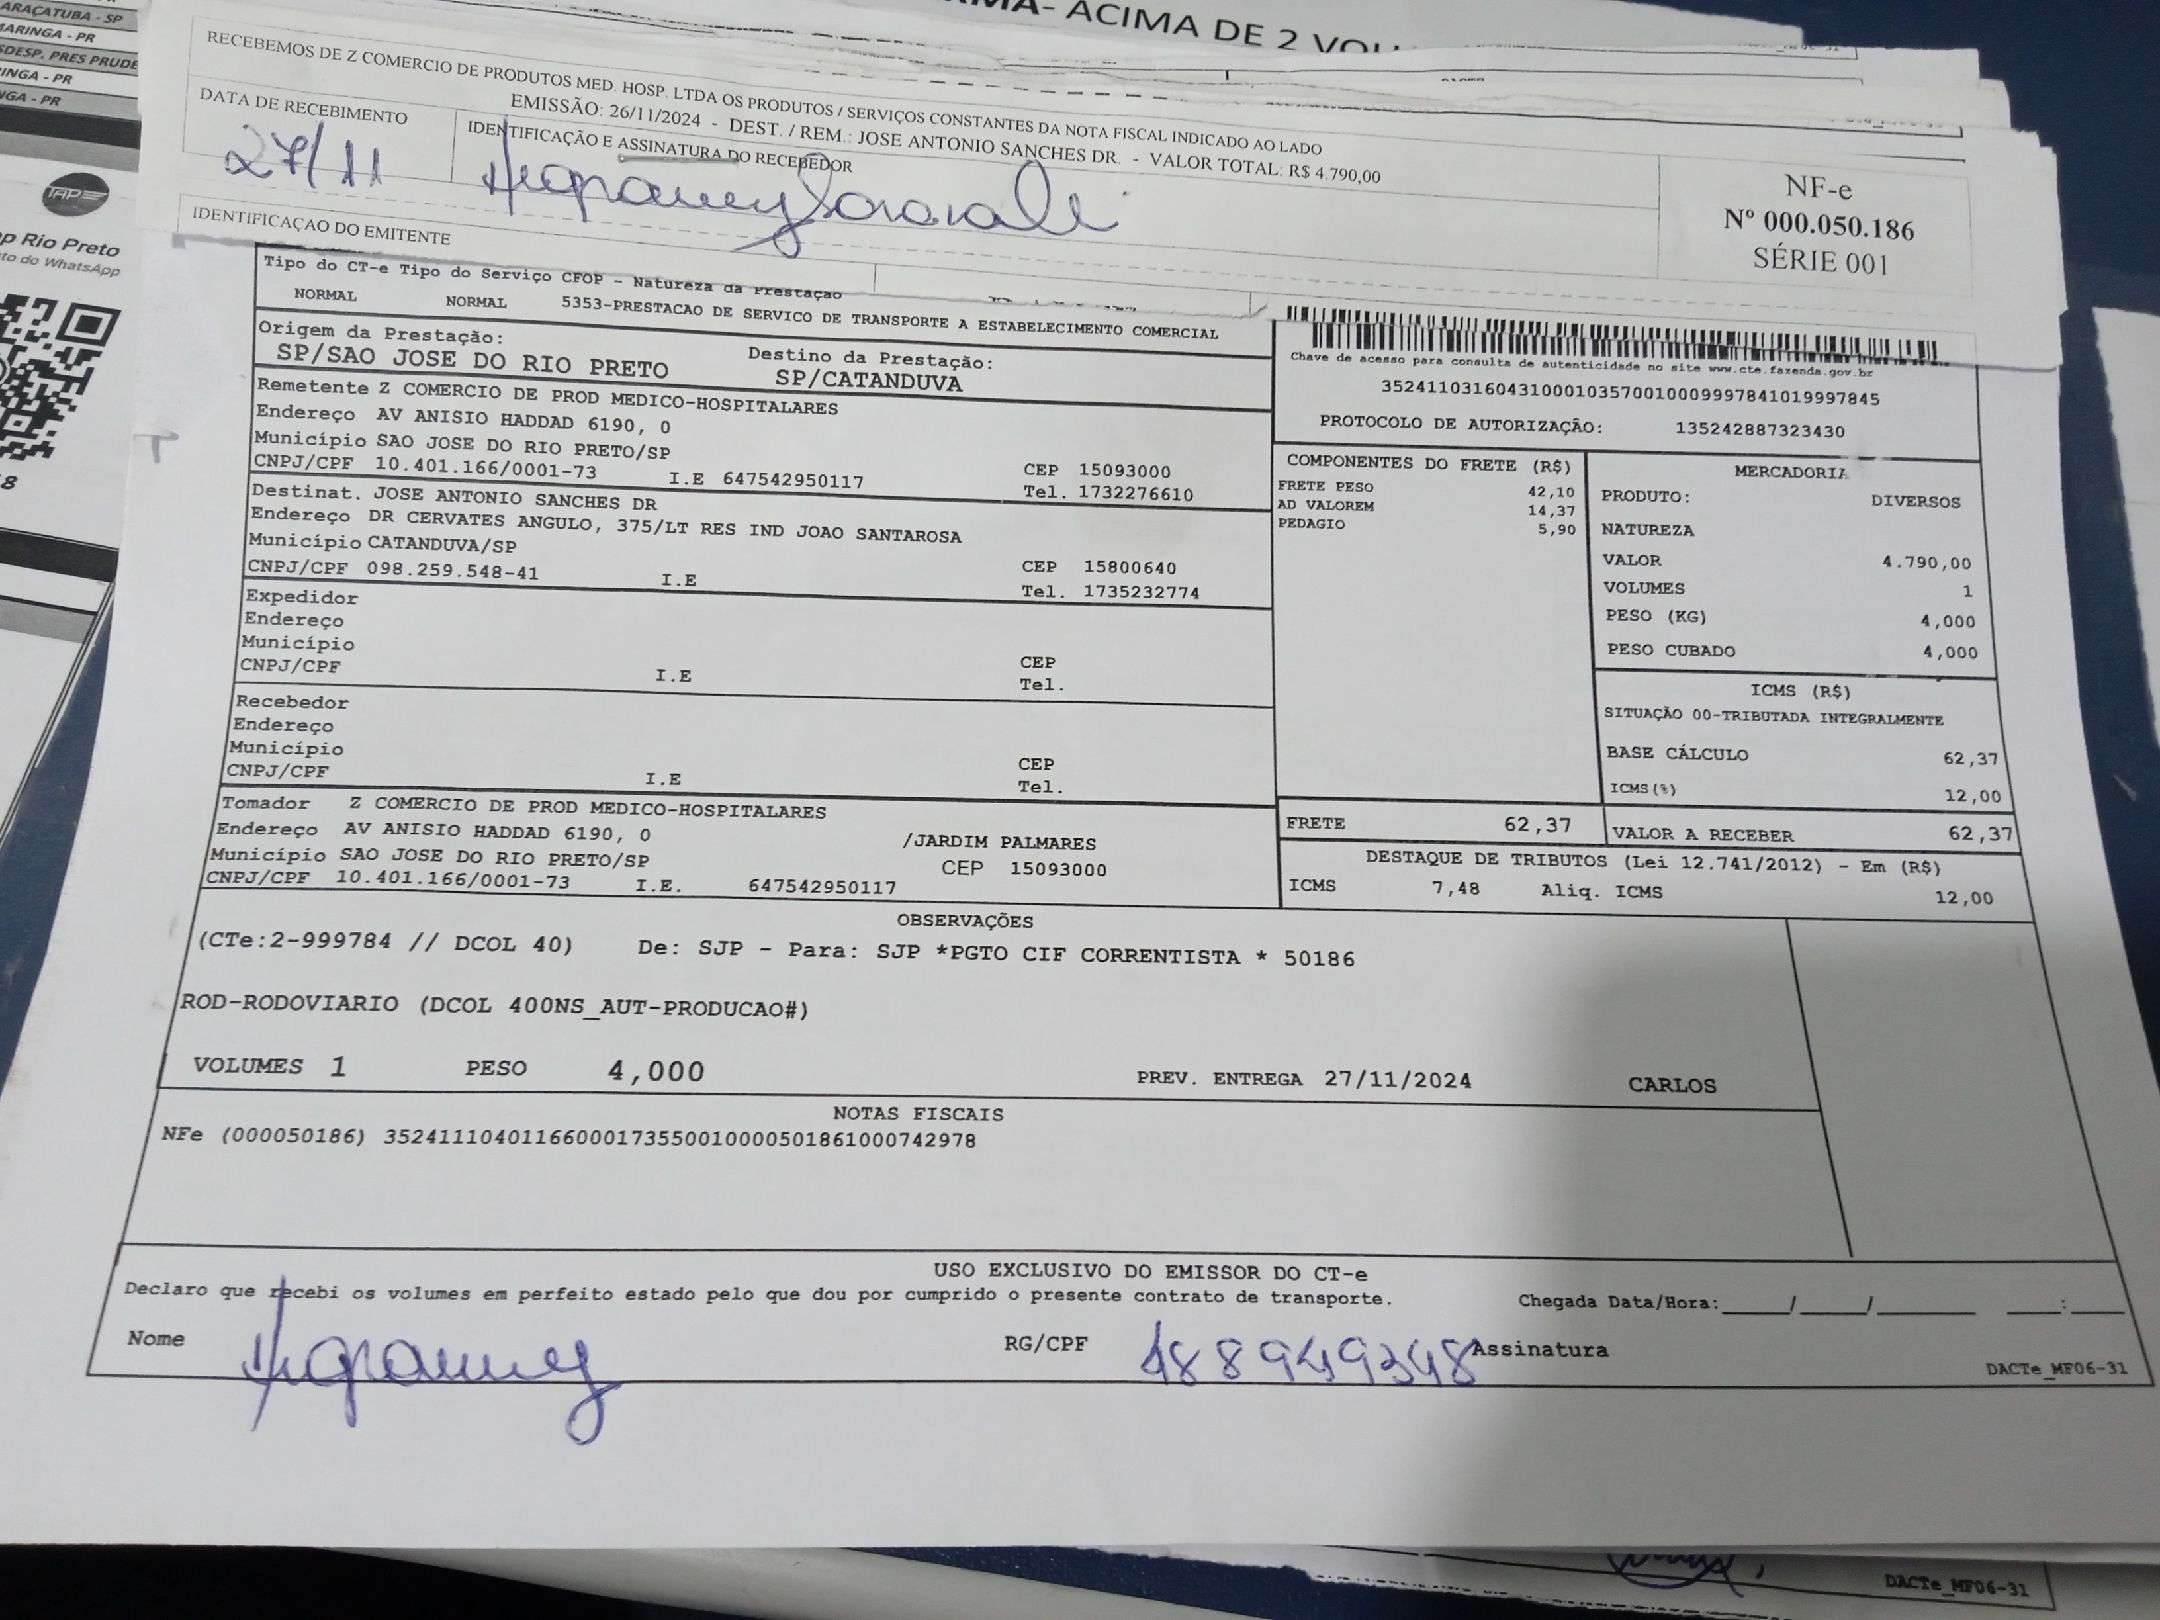 ARAÇATUBA - SP
MARINGA - PR
DESP. PRES PRUDE
INGA - PR
NGA - PR
TAP
p Rio Preto
to do WhatsApp
8
RMA- ACIMA DE 2 VOLU
RECEBEMOS DE Z COMERCIO DE PRODUTOS MED. HOSP. LTDA OS PRODUTOS / SERVIÇOS CONSTANTES DA NOTA FISCAL INDICADO AO LADO
EMISSÃO: 26/11/2024 - DEST. / REM.: JOSE ANTONIO SANCHES DR. - VALOR TOTAL: R$ 4.790,00
DATA DE RECEBIMENTO
27/11
IDENTIFICAÇÃO E ASSINATURA DO RECEBEDOR
NF-e
Nº 000.050.186
SÉRIE 001
IDENTIFICAÇAO DO EMITENTE
Tipo do CT-e Tipo do Serviço CFOP - Natureza da Prestação
NORMAL NORMAL 5353-PRESTACAO DE SERVICO DE TRANSPORTE A ESTABELECIMENTO COMERCIAL
Origem da Prestação:
SP/SAO JOSE DO RIO PRETO
Destino da Prestação:
SP/CATANDUVA
Chave de acesso para consulta de autenticidade no site www.cte.fazenda.gov.br
35241103160431000103570010009997841019997845
PROTOCOLO DE AUTORIZAÇÃO: 135242887323430
Remetente Z COMERCIO DE PROD MEDICO-HOSPITALARES
Endereço AV ANISIO HADDAD 6190, 0
Município SAO JOSE DO RIO PRETO/SP
CEP 15093000
CNPJ/CPF 10.401.166/0001-73 I.E 647542950117
Tel. 1732276610
Destinat. JOSE ANTONIO SANCHES DR
Endereço DR CERVATES ANGULO, 375/LT RES IND JOAO SANTAROSA
Município CATANDUVA/SP
CEP 15800640
CNPJ/CPF 098.259.548-41 I.E
Tel. 1735232774
Expedidor
Endereço
Município
CEP
CNPJ/CPF I.E
Tel.
Recebedor
Endereço
Município
CEP
CNPJ/CPF I.E
Tel.
Tomador Z COMERCIO DE PROD MEDICO-HOSPITALARES
Endereço AV ANISIO HADDAD 6190, 0 /JARDIM PALMARES
Município SAO JOSE DO RIO PRETO/SP CEP 15093000
CNPJ/CPF 10.401.166/0001-73 I.E. 647542950117
COMPONENTES DO FRETE (R$)
FRETE PESO 42,10
AD VALOREM 14,37
PEDAGIO 5,90
MERCADORIA
PRODUTO: DIVERSOS
NATUREZA
VALOR 4.790,00
VOLUMES 1
PESO (KG) 4,000
PESO CUBADO 4,000
ICMS (R$)
SITUAÇÃO 00-TRIBUTADA INTEGRALMENTE
BASE CÁLCULO 62,37
ICMS(%) 12,00
FRETE 62,37
VALOR A RECEBER 62,37
DESTAQUE DE TRIBUTOS (Lei 12.741/2012) - Em (R$)
ICMS 7,48 Aliq. ICMS 12,00
OBSERVAÇÕES
(CTe:2-999784 // DCOL 40) De: SJP - Para: SJP *PGTO CIF CORRENTISTA * 50186
ROD-RODOVIARIO (DCOL 400NS_AUT-PRODUCAO#)
VOLUMES 1 PESO 4,000 PREV. ENTREGA 27/11/2024 CARLOS
NOTAS FISCAIS
NFe (000050186) 35241110401166000173550010000501861000742978
USO EXCLUSIVO DO EMISSOR DO CT-e
Declaro que recebi os volumes em perfeito estado pelo que dou por cumprido o presente contrato de transporte.
Chegada Data/Hora:_____/_____/_______ ____:____
Nome
RG/CPF 488949348 Assinatura
DACTe_MF06-31
DACTe_MF06-31